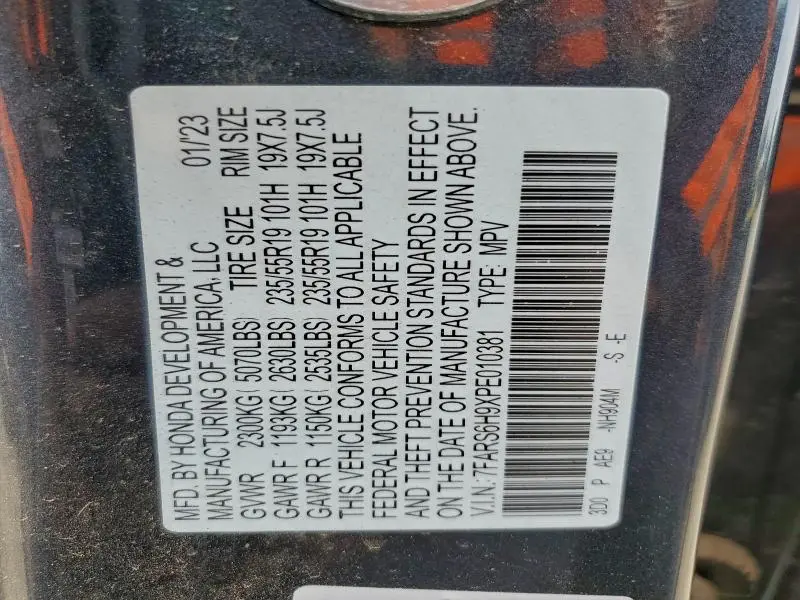 MFD. BY HONDA DEVELOPMENT &
MANUFACTURING OF AMERICA, LLC 01/'23
GVWR 2300KG( 5070LBS) TIRE SIZE RIM SIZE
GAWR F 1193KG( 2630LBS) 235/55R19 101H 19X7.5J
GAWR R 1150KG( 2535LBS) 235/55R19 101H 19X7.5J
THIS VEHICLE CONFORMS TO ALL APPLICABLE
FEDERAL MOTOR VEHICLE SAFETY
AND THEFT PREVENTION STANDARDS IN EFFECT
ON THE DATE OF MANUFACTURE SHOWN ABOVE.
V.I.N: 7FARS6H9XPE010381 TYPE: MPV
3D0 P AE9 -NH904M -S -E